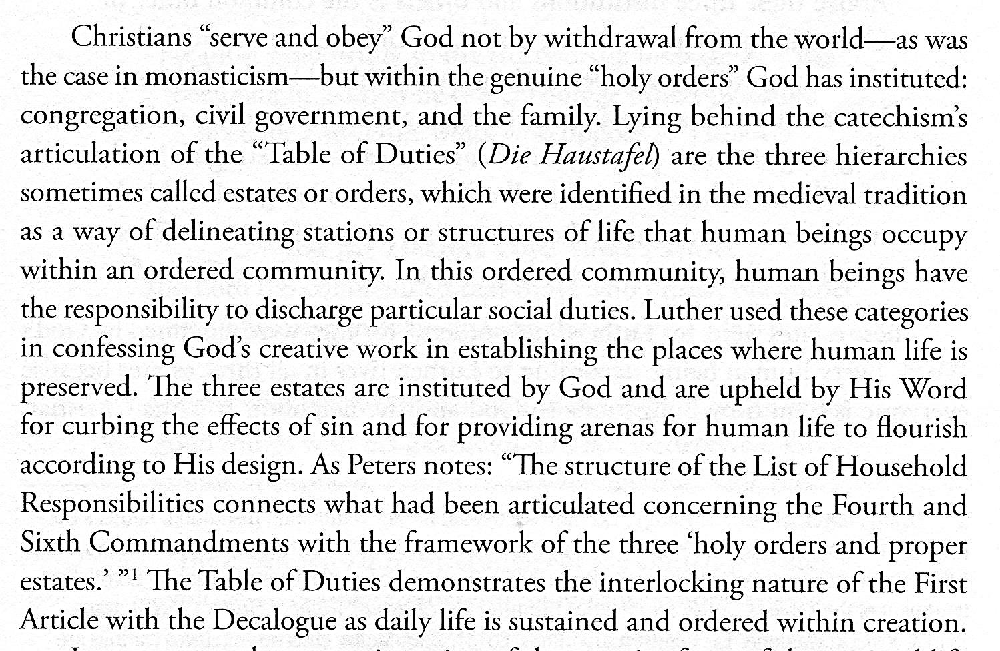 Christians “serve and obey” God not by withdrawal from the world—as was
the case in monasticism—but within the genuine “holy orders” God has instituted:
congregation, civil government, and the family. Lying behind the catechism’s
articulation of the “Table of Duties” (Die Haustafel) are the three hierarchies
sometimes called estates or orders, which were identified in the medieval tradition
as a way of delineating stations or structures of life that human beings occupy
within an ordered community. In this ordered community, human beings have
the responsibility to discharge particular social duties. Luther used these categories
in confessing God’s creative work in establishing the places where human life is
preserved. The three estates are instituted by God and are upheld by His Word
for curbing the effects of sin and for providing arenas for human life to flourish
according to His design. As Peters notes: “The structure of the List of Household
Responsibilities connects what had been articulated concerning the Fourth and
Sixth Commandments with the framework of the three ‘holy orders and proper
estates.’ ”¹ The Table of Duties demonstrates the interlocking nature of the First
Article with the Decalogue as daily life is sustained and ordered within creation.